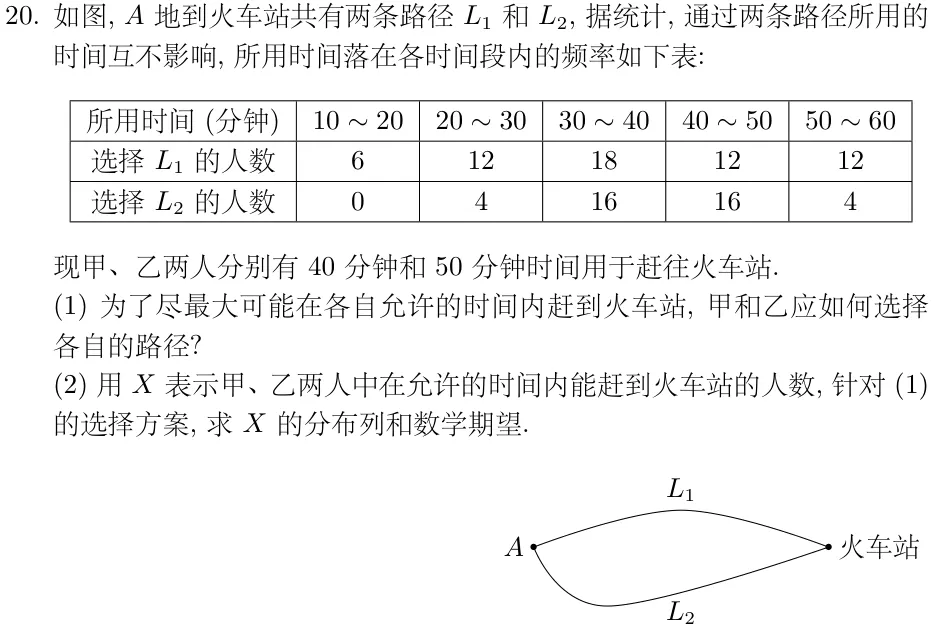 20. 如图, A 地到火车站共有两条路径 L₁ 和 L₂, 据统计, 通过两条路径所用的
时间互不影响, 所用时间落在各时间段内的频率如下表:
所用时间 (分钟) 10 ∼ 20 20 ∼ 30 30 ∼ 40 40 ∼ 50 50 ∼ 60
选择 L₁ 的人数 6 12 18 12 12
选择 L₂ 的人数 0 4 16 16 4
现甲、乙两人分别有 40 分钟和 50 分钟时间用于赶往火车站.
(1) 为了尽最大可能在各自允许的时间内赶到火车站, 甲和乙应如何选择
各自的路径?
(2) 用 X 表示甲、乙两人中在允许的时间内能赶到火车站的人数, 针对 (1)
的选择方案, 求 X 的分布列和数学期望.
L₁
A 火车站
L₂